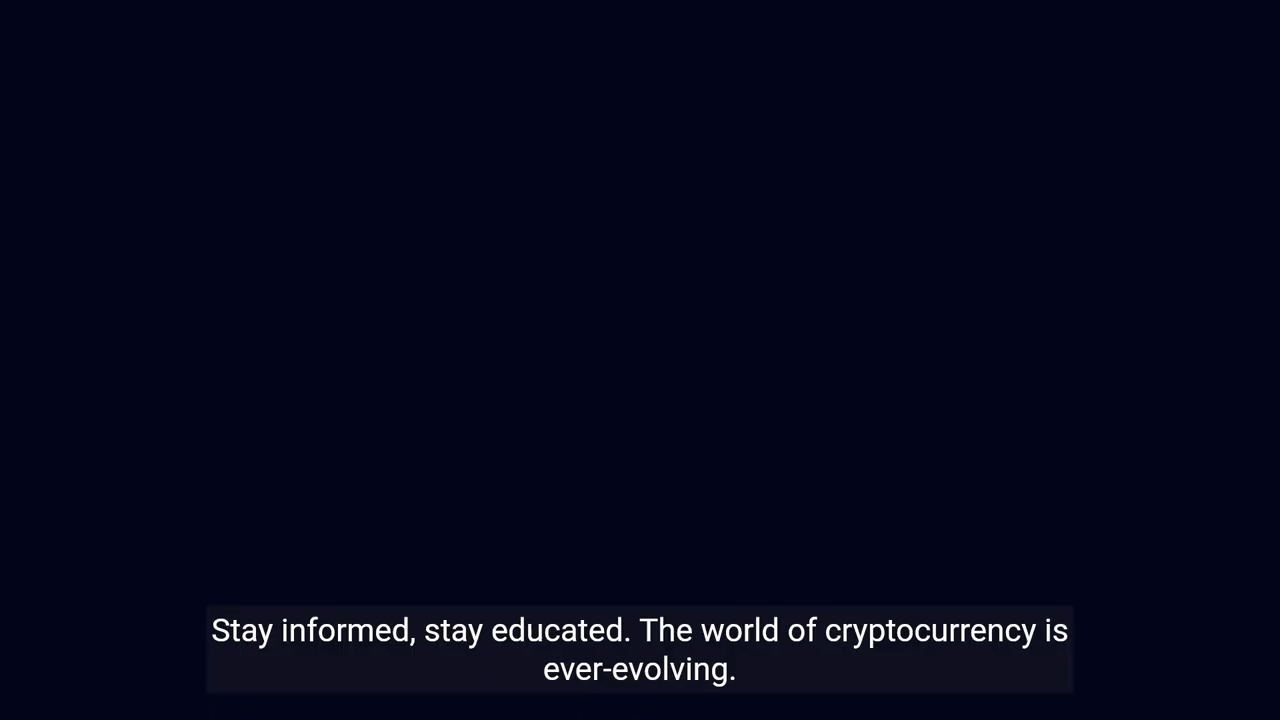 Stay informed, stay educated. The world of cryptocurrency is
ever-evolving.